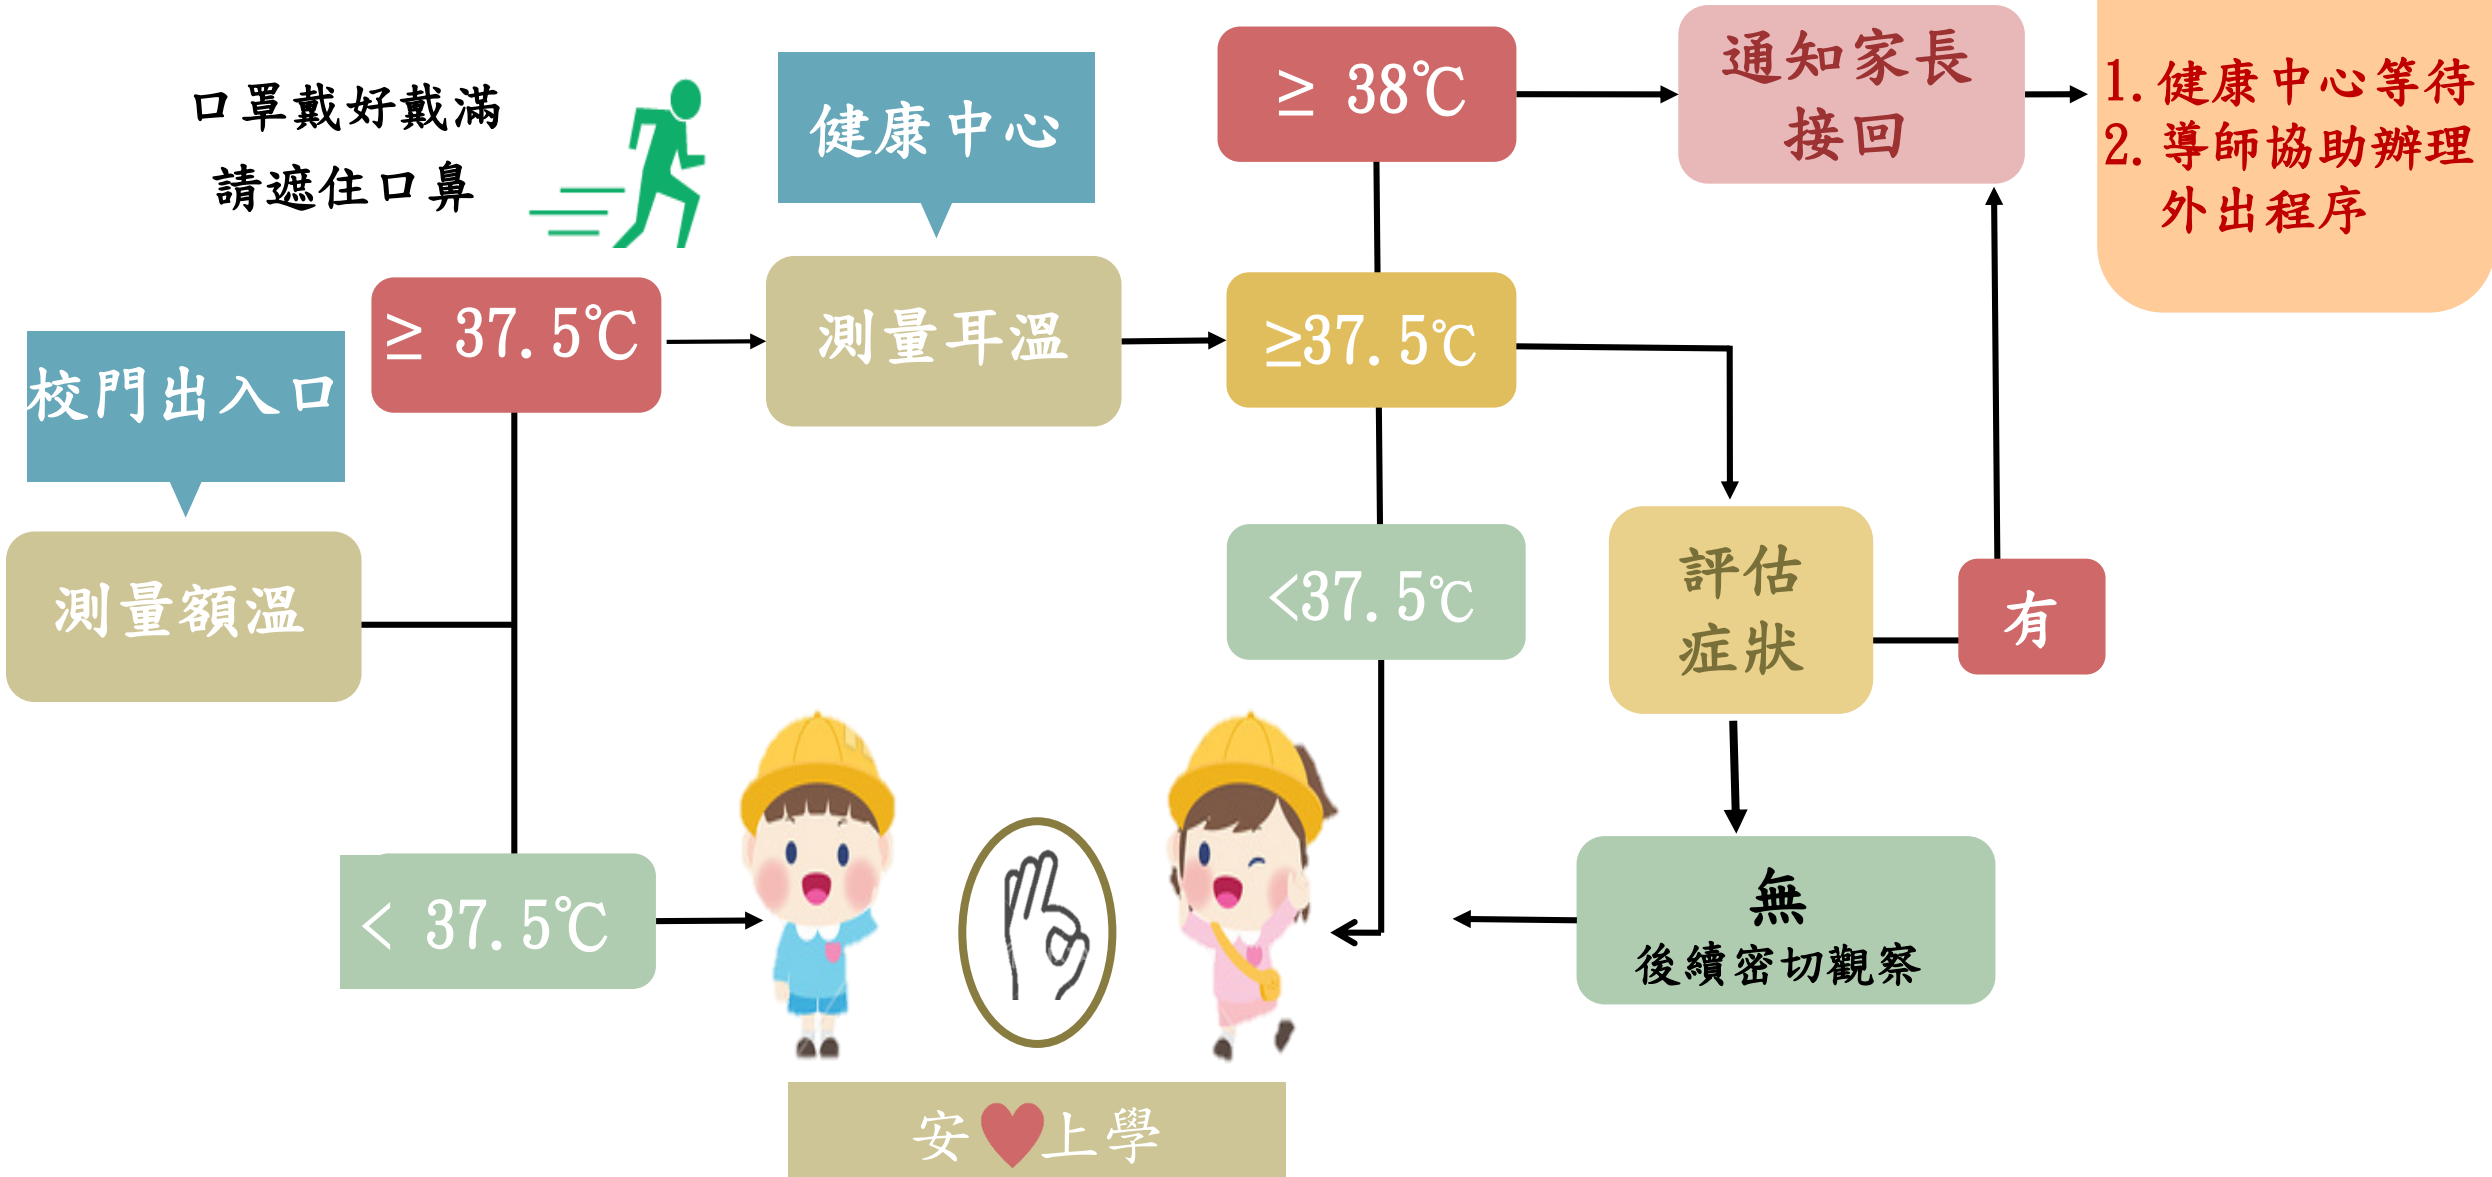 口罩戴好戴滿
請遮住口鼻
校門出入口
測量額溫
≥ 37.5℃
< 37.5℃
健康中心
測量耳溫
≥ 38℃
≥37.5℃
<37.5℃
通知家長
接回
1.健康中心等待
2.導師協助辦理
外出程序
評估
症狀
有
無
後續密切觀察
安♥上學